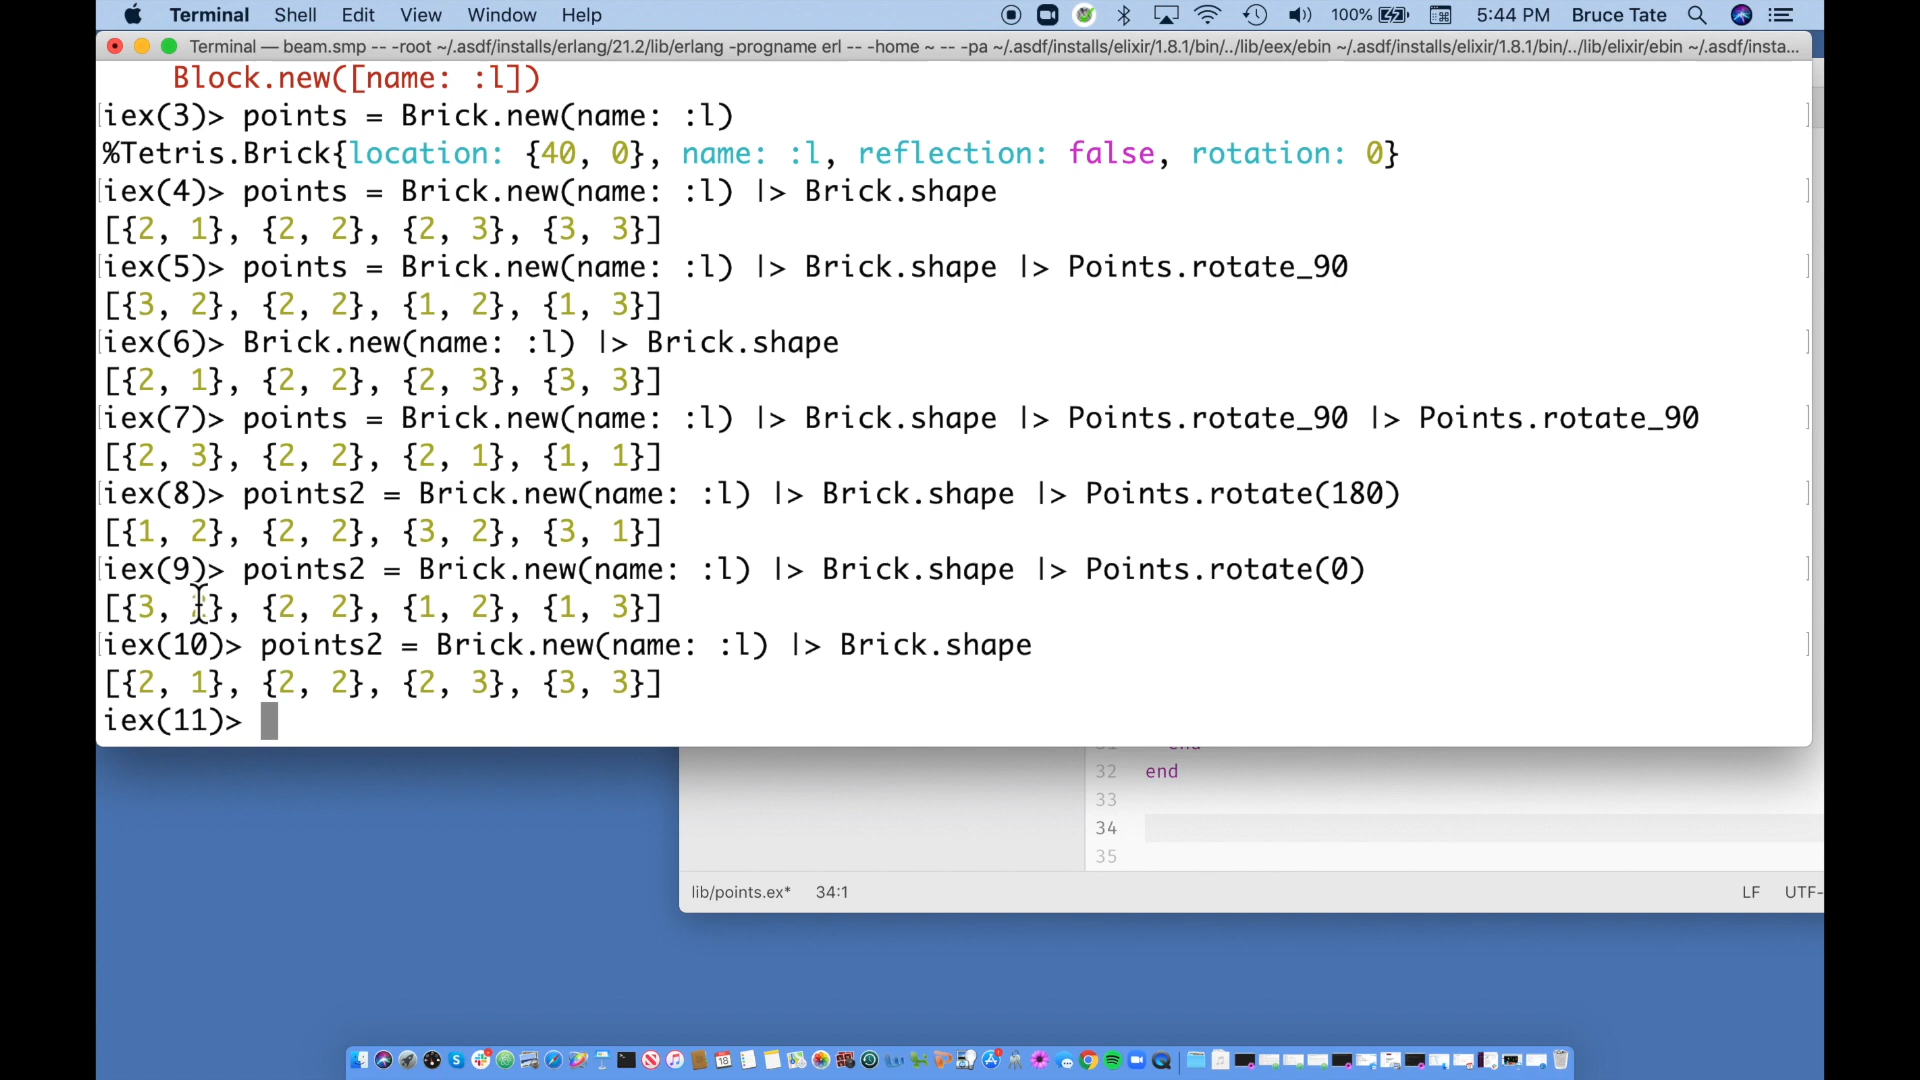 Terminal Shell Edit View Window Help 100% 5:44 PM Bruce Tate
Terminal — beam.smp -- -root ~/.asdf/installs/erlang/21.2/lib/erlang -progname erl -- -home ~ -- -pa ~/.asdf/installs/elixir/1.8.1/bin/../lib/eex/ebin ~/.asdf/installs/elixir/1.8.1/bin/../lib/elixir/ebin ~/.asdf/insta...
Block.new([name: :l])
iex(3)> points = Brick.new(name: :l)
%Tetris.Brick{location: {40, 0}, name: :l, reflection: false, rotation: 0}
iex(4)> points = Brick.new(name: :l) |> Brick.shape
[{2, 1}, {2, 2}, {2, 3}, {3, 3}]
iex(5)> points = Brick.new(name: :l) |> Brick.shape |> Points.rotate_90
[{3, 2}, {2, 2}, {1, 2}, {1, 3}]
iex(6)> Brick.new(name: :l) |> Brick.shape
[{2, 1}, {2, 2}, {2, 3}, {3, 3}]
iex(7)> points = Brick.new(name: :l) |> Brick.shape |> Points.rotate_90 |> Points.rotate_90
[{2, 3}, {2, 2}, {2, 1}, {1, 1}]
iex(8)> points2 = Brick.new(name: :l) |> Brick.shape |> Points.rotate(180)
[{1, 2}, {2, 2}, {3, 2}, {3, 1}]
iex(9)> points2 = Brick.new(name: :l) |> Brick.shape |> Points.rotate(0)
[{3, 2}, {2, 2}, {1, 2}, {1, 3}]
iex(10)> points2 = Brick.new(name: :l) |> Brick.shape
[{2, 1}, {2, 2}, {2, 3}, {3, 3}]
iex(11)>
31 end
32 end
33
34
35
lib/points.ex* 34:1 LF UTF-